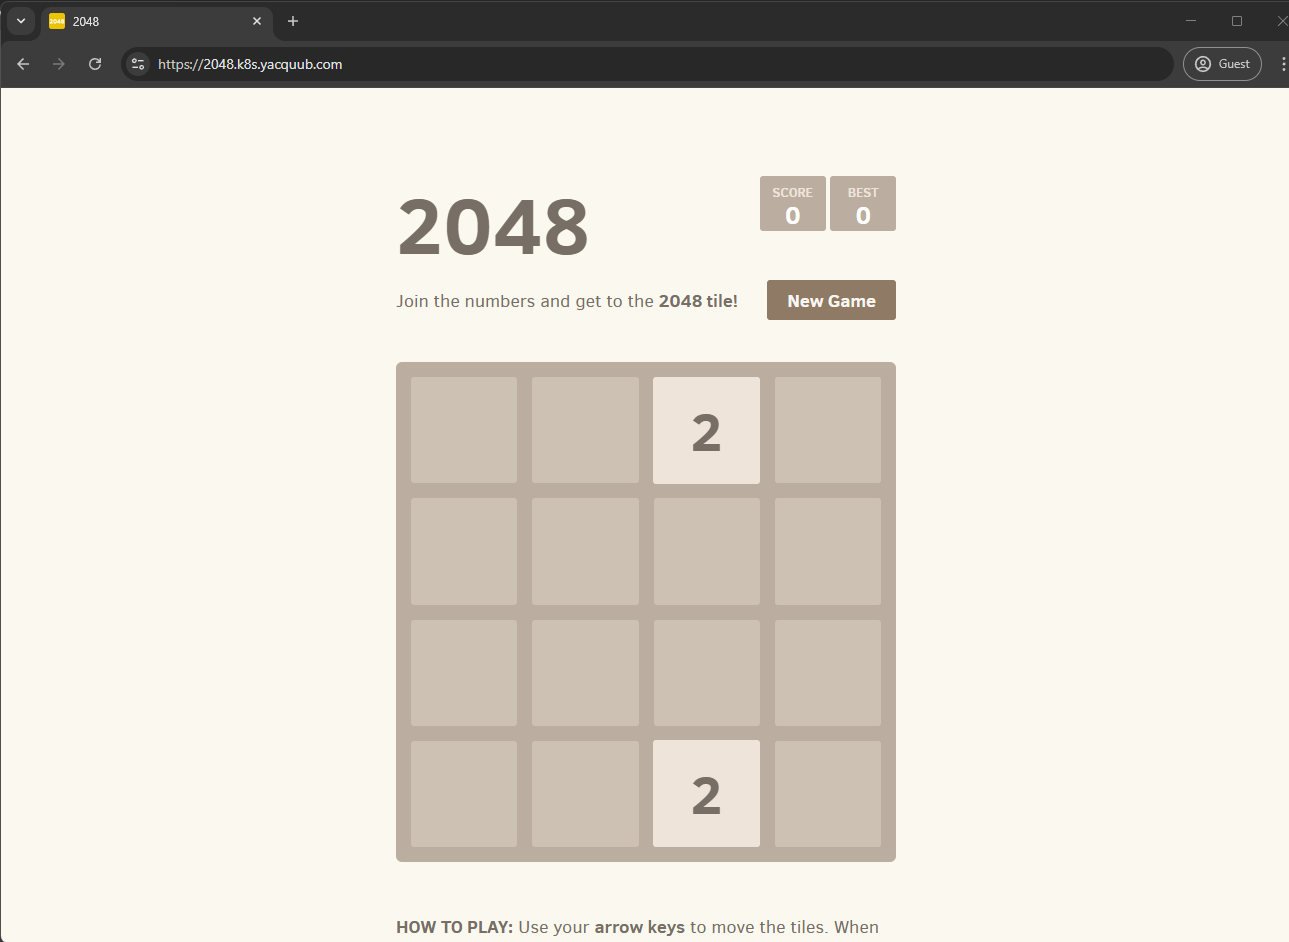 2048
2048
https://2048.k8s.yacquub.com
Guest
2048
SCORE
0
BEST
0
Join the numbers and get to the 2048 tile!
New Game
2
2
HOW TO PLAY: Use your arrow keys to move the tiles. When